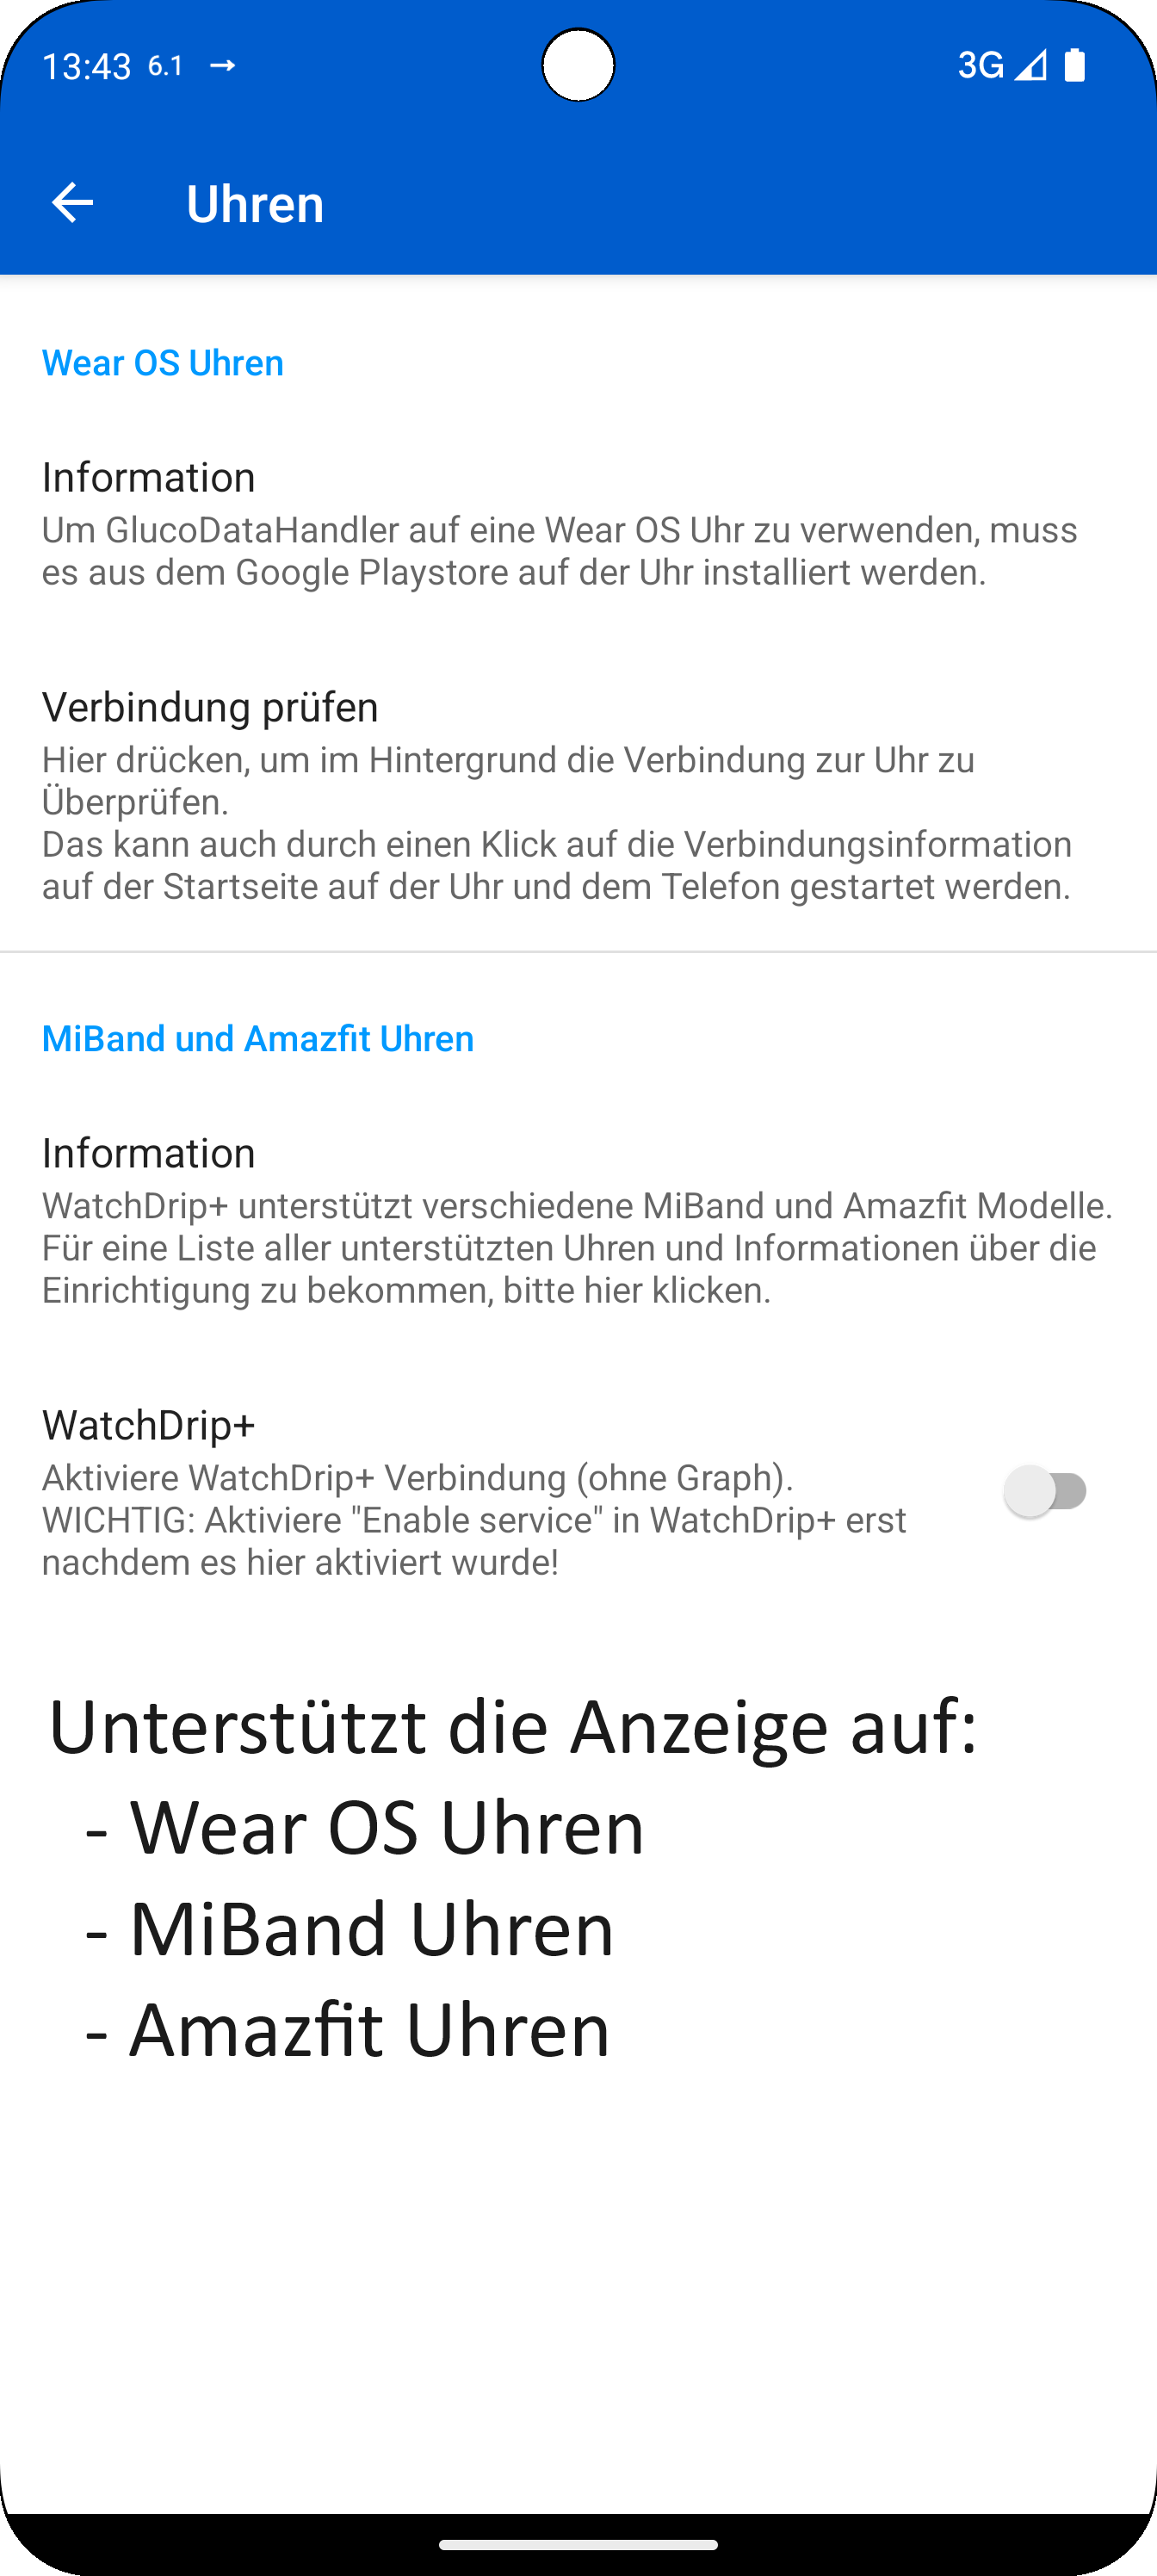 13:43 6.1 → 3G
Uhren
Wear OS Uhren
Information
Um GlucoDataHandler auf eine Wear OS Uhr zu verwenden, muss
es aus dem Google Playstore auf der Uhr installiert werden.
Verbindung prüfen
Hier drücken, um im Hintergrund die Verbindung zur Uhr zu
Überprüfen.
Das kann auch durch einen Klick auf die Verbindungsinformation
auf der Startseite auf der Uhr und dem Telefon gestartet werden.
MiBand und Amazfit Uhren
Information
WatchDrip+ unterstützt verschiedene MiBand und Amazfit Modelle.
Für eine Liste aller unterstützten Uhren und Informationen über die
Einrichtigung zu bekommen, bitte hier klicken.
WatchDrip+
Aktiviere WatchDrip+ Verbindung (ohne Graph).
WICHTIG: Aktiviere "Enable service" in WatchDrip+ erst
nachdem es hier aktiviert wurde!
Unterstützt die Anzeige auf:
- Wear OS Uhren
- MiBand Uhren
- Amazfit Uhren